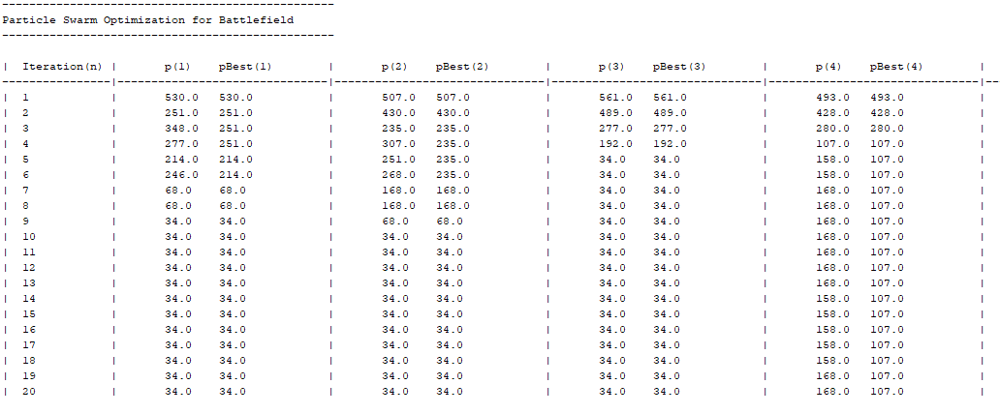 -------------------------------------------------
Particle Swarm Optimization for Battlefield
-------------------------------------------------
| Iteration(n) | p(1) pBest(1) | p(2) pBest(2) | p(3) pBest(3) | p(4) pBest(4) |
----------------|-------------------------------|-------------------------------|-------------------------------|-------------------------------|--
| 1 | 530.0 530.0 | 507.0 507.0 | 561.0 561.0 | 493.0 493.0 |
| 2 | 251.0 251.0 | 430.0 430.0 | 489.0 489.0 | 428.0 428.0 |
| 3 | 348.0 251.0 | 235.0 235.0 | 277.0 277.0 | 280.0 280.0 |
| 4 | 277.0 251.0 | 307.0 235.0 | 192.0 192.0 | 107.0 107.0 |
| 5 | 214.0 214.0 | 251.0 235.0 | 34.0 34.0 | 158.0 107.0 |
| 6 | 246.0 214.0 | 268.0 235.0 | 34.0 34.0 | 158.0 107.0 |
| 7 | 68.0 68.0 | 168.0 168.0 | 34.0 34.0 | 168.0 107.0 |
| 8 | 68.0 68.0 | 168.0 168.0 | 34.0 34.0 | 168.0 107.0 |
| 9 | 34.0 34.0 | 68.0 68.0 | 34.0 34.0 | 168.0 107.0 |
| 10 | 34.0 34.0 | 34.0 34.0 | 34.0 34.0 | 168.0 107.0 |
| 11 | 34.0 34.0 | 34.0 34.0 | 34.0 34.0 | 168.0 107.0 |
| 12 | 34.0 34.0 | 34.0 34.0 | 34.0 34.0 | 168.0 107.0 |
| 13 | 34.0 34.0 | 34.0 34.0 | 34.0 34.0 | 168.0 107.0 |
| 14 | 34.0 34.0 | 34.0 34.0 | 34.0 34.0 | 158.0 107.0 |
| 15 | 34.0 34.0 | 34.0 34.0 | 34.0 34.0 | 158.0 107.0 |
| 16 | 34.0 34.0 | 34.0 34.0 | 34.0 34.0 | 158.0 107.0 |
| 17 | 34.0 34.0 | 34.0 34.0 | 34.0 34.0 | 158.0 107.0 |
| 18 | 34.0 34.0 | 34.0 34.0 | 34.0 34.0 | 158.0 107.0 |
| 19 | 34.0 34.0 | 34.0 34.0 | 34.0 34.0 | 168.0 107.0 |
| 20 | 34.0 34.0 | 34.0 34.0 | 34.0 34.0 | 168.0 107.0 |